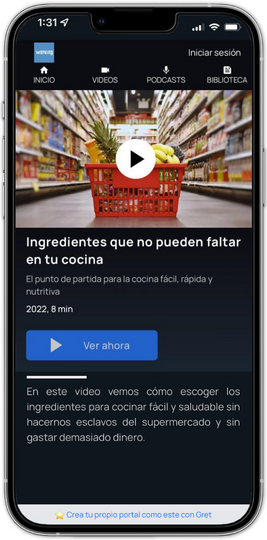 1:31
Iniciar sesión
INICIO VIDEOS PODCASTS BIBLIOTECA
Ingredientes que no pueden faltar
en tu cocina
El punto de partida para la cocina fácil, rápida y
nutritiva
2022, 8 min
Ver ahora
En este video vemos cómo escoger los
ingredientes para cocinar fácil y saludable sin
hacernos esclavos del supermercado y sin
gastar demasiado dinero.
Crea tu propio portal como este con Gret